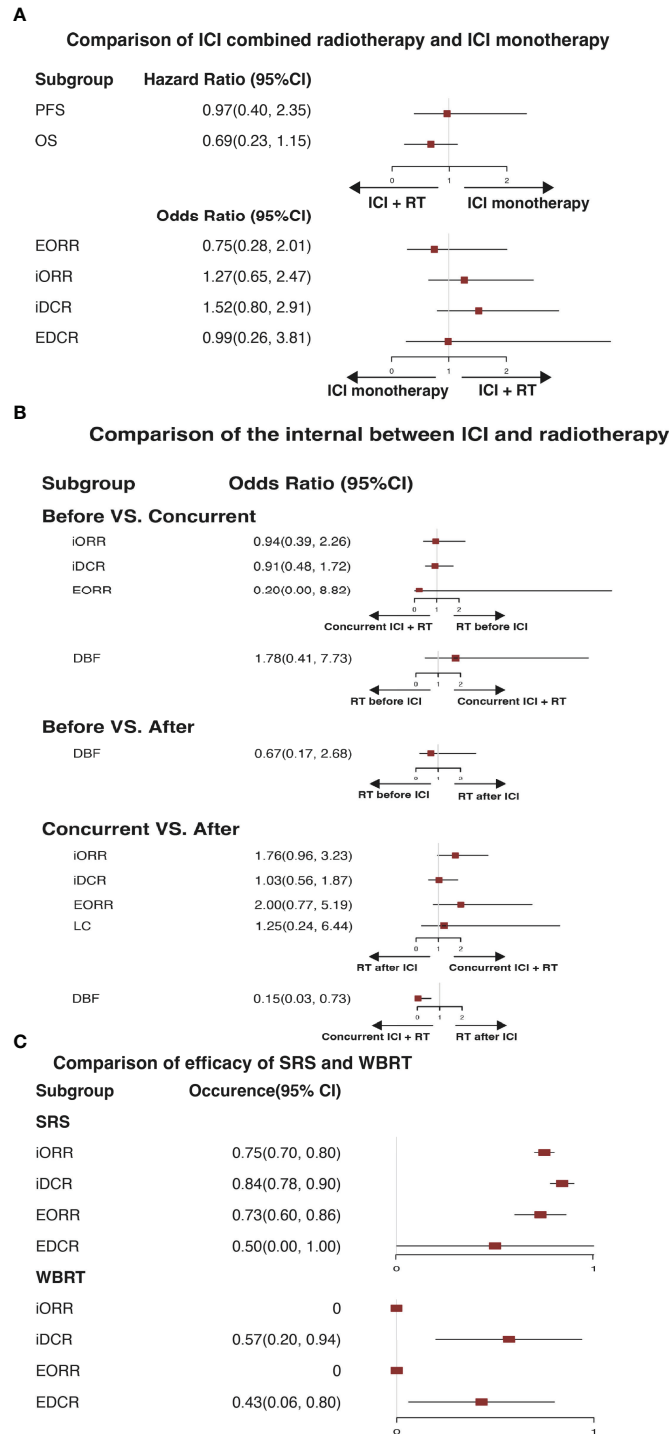 A
Comparison of ICI combined radiotherapy and ICI monotherapy
Subgroup Hazard Ratio (95%CI)
PFS 0.97(0.40, 2.35)
OS 0.69(0.23, 1.15)
0 1 2
ICI + RT ICI monotherapy
Odds Ratio (95%CI)
EORR 0.75(0.28, 2.01)
iORR 1.27(0.65, 2.47)
iDCR 1.52(0.80, 2.91)
EDCR 0.99(0.26, 3.81)
0 1 2
ICI monotherapy ICI + RT
B
Comparison of the internal between ICI and radiotherapy
Subgroup Odds Ratio (95%CI)
Before VS. Concurrent
iORR 0.94(0.39, 2.26)
iDCR 0.91(0.48, 1.72)
EORR 0.20(0.00, 8.82)
0 1 2
Concurrent ICI + RT RT before ICI
DBF 1.78(0.41, 7.73)
0 1 2
RT before ICI Concurrent ICI + RT
Before VS. After
DBF 0.67(0.17, 2.68)
0 1 2
RT before ICI RT after ICI
Concurrent VS. After
iORR 1.76(0.96, 3.23)
iDCR 1.03(0.56, 1.87)
EORR 2.00(0.77, 5.19)
LC 1.25(0.24, 6.44)
0 1 2
RT after ICI Concurrent ICI + RT
DBF 0.15(0.03, 0.73)
0 1 2
Concurrent ICI + RT RT after ICI
C
Comparison of efficacy of SRS and WBRT
Subgroup Occurence(95% CI)
SRS
iORR 0.75(0.70, 0.80)
iDCR 0.84(0.78, 0.90)
EORR 0.73(0.60, 0.86)
EDCR 0.50(0.00, 1.00)
0 1
WBRT
iORR 0
iDCR 0.57(0.20, 0.94)
EORR 0
EDCR 0.43(0.06, 0.80)
0 1